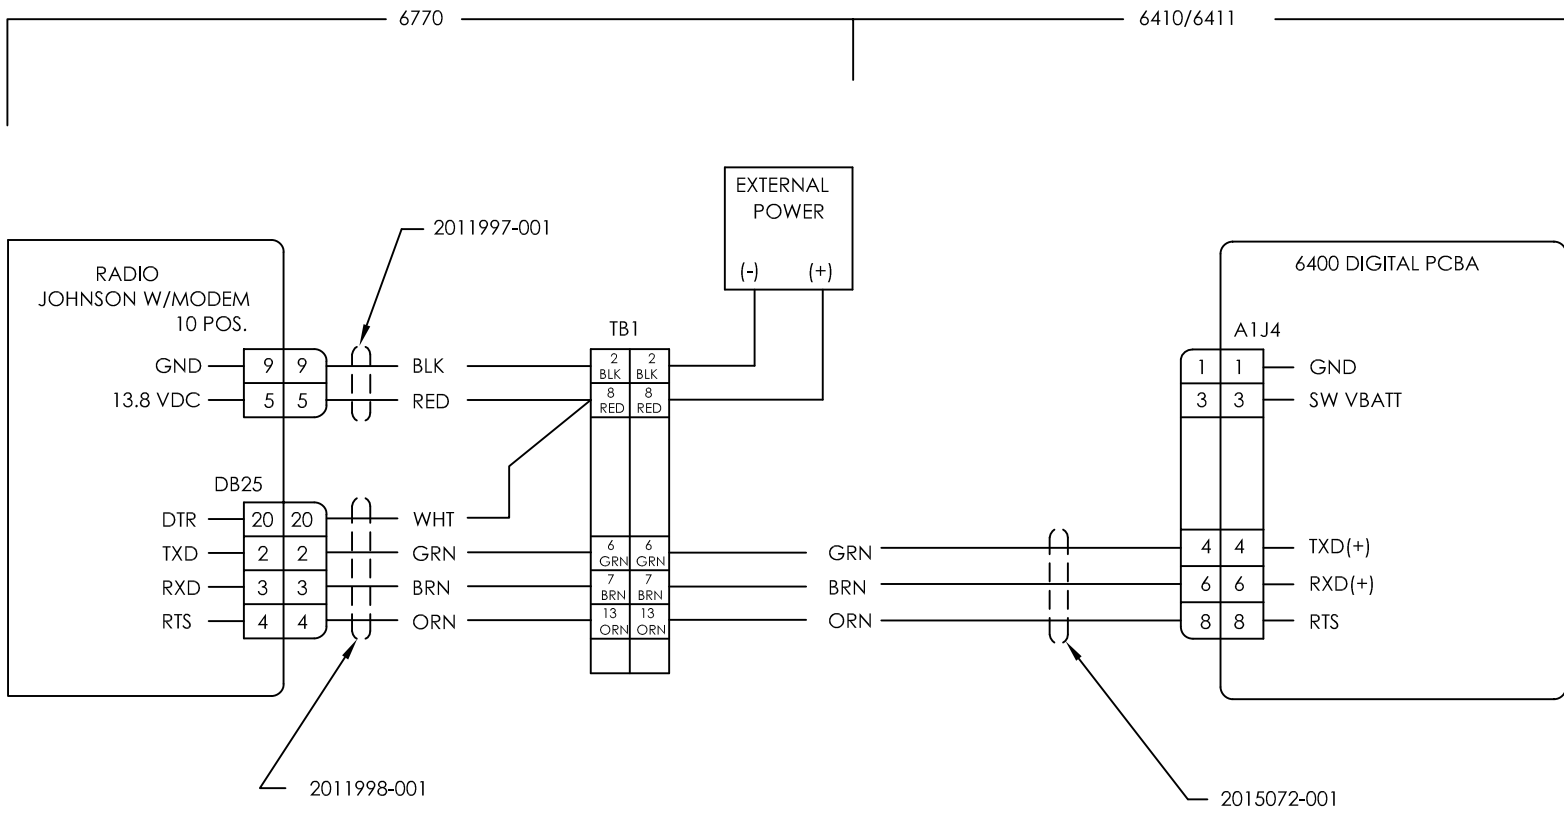 6770
6410/6411
EXTERNAL
POWER
(-) (+)
2011997-001
RADIO
JOHNSON W/MODEM
10 POS.
6400 DIGITAL PCBA
TB1
A1J4
GND 9 9 BLK 2 2 1 1 GND
BLK BLK
13.8 VDC 5 5 RED 8 8 3 3 SW VBATT
RED RED
DB25
DTR 20 20 WHT
TXD 2 2 GRN 6 6 GRN 4 4 TXD(+)
GRN GRN
RXD 3 3 BRN 7 7 BRN 6 6 RXD(+)
BRN BRN
RTS 4 4 ORN 13 13 ORN 8 8 RTS
ORN ORN
2011998-001
2015072-001